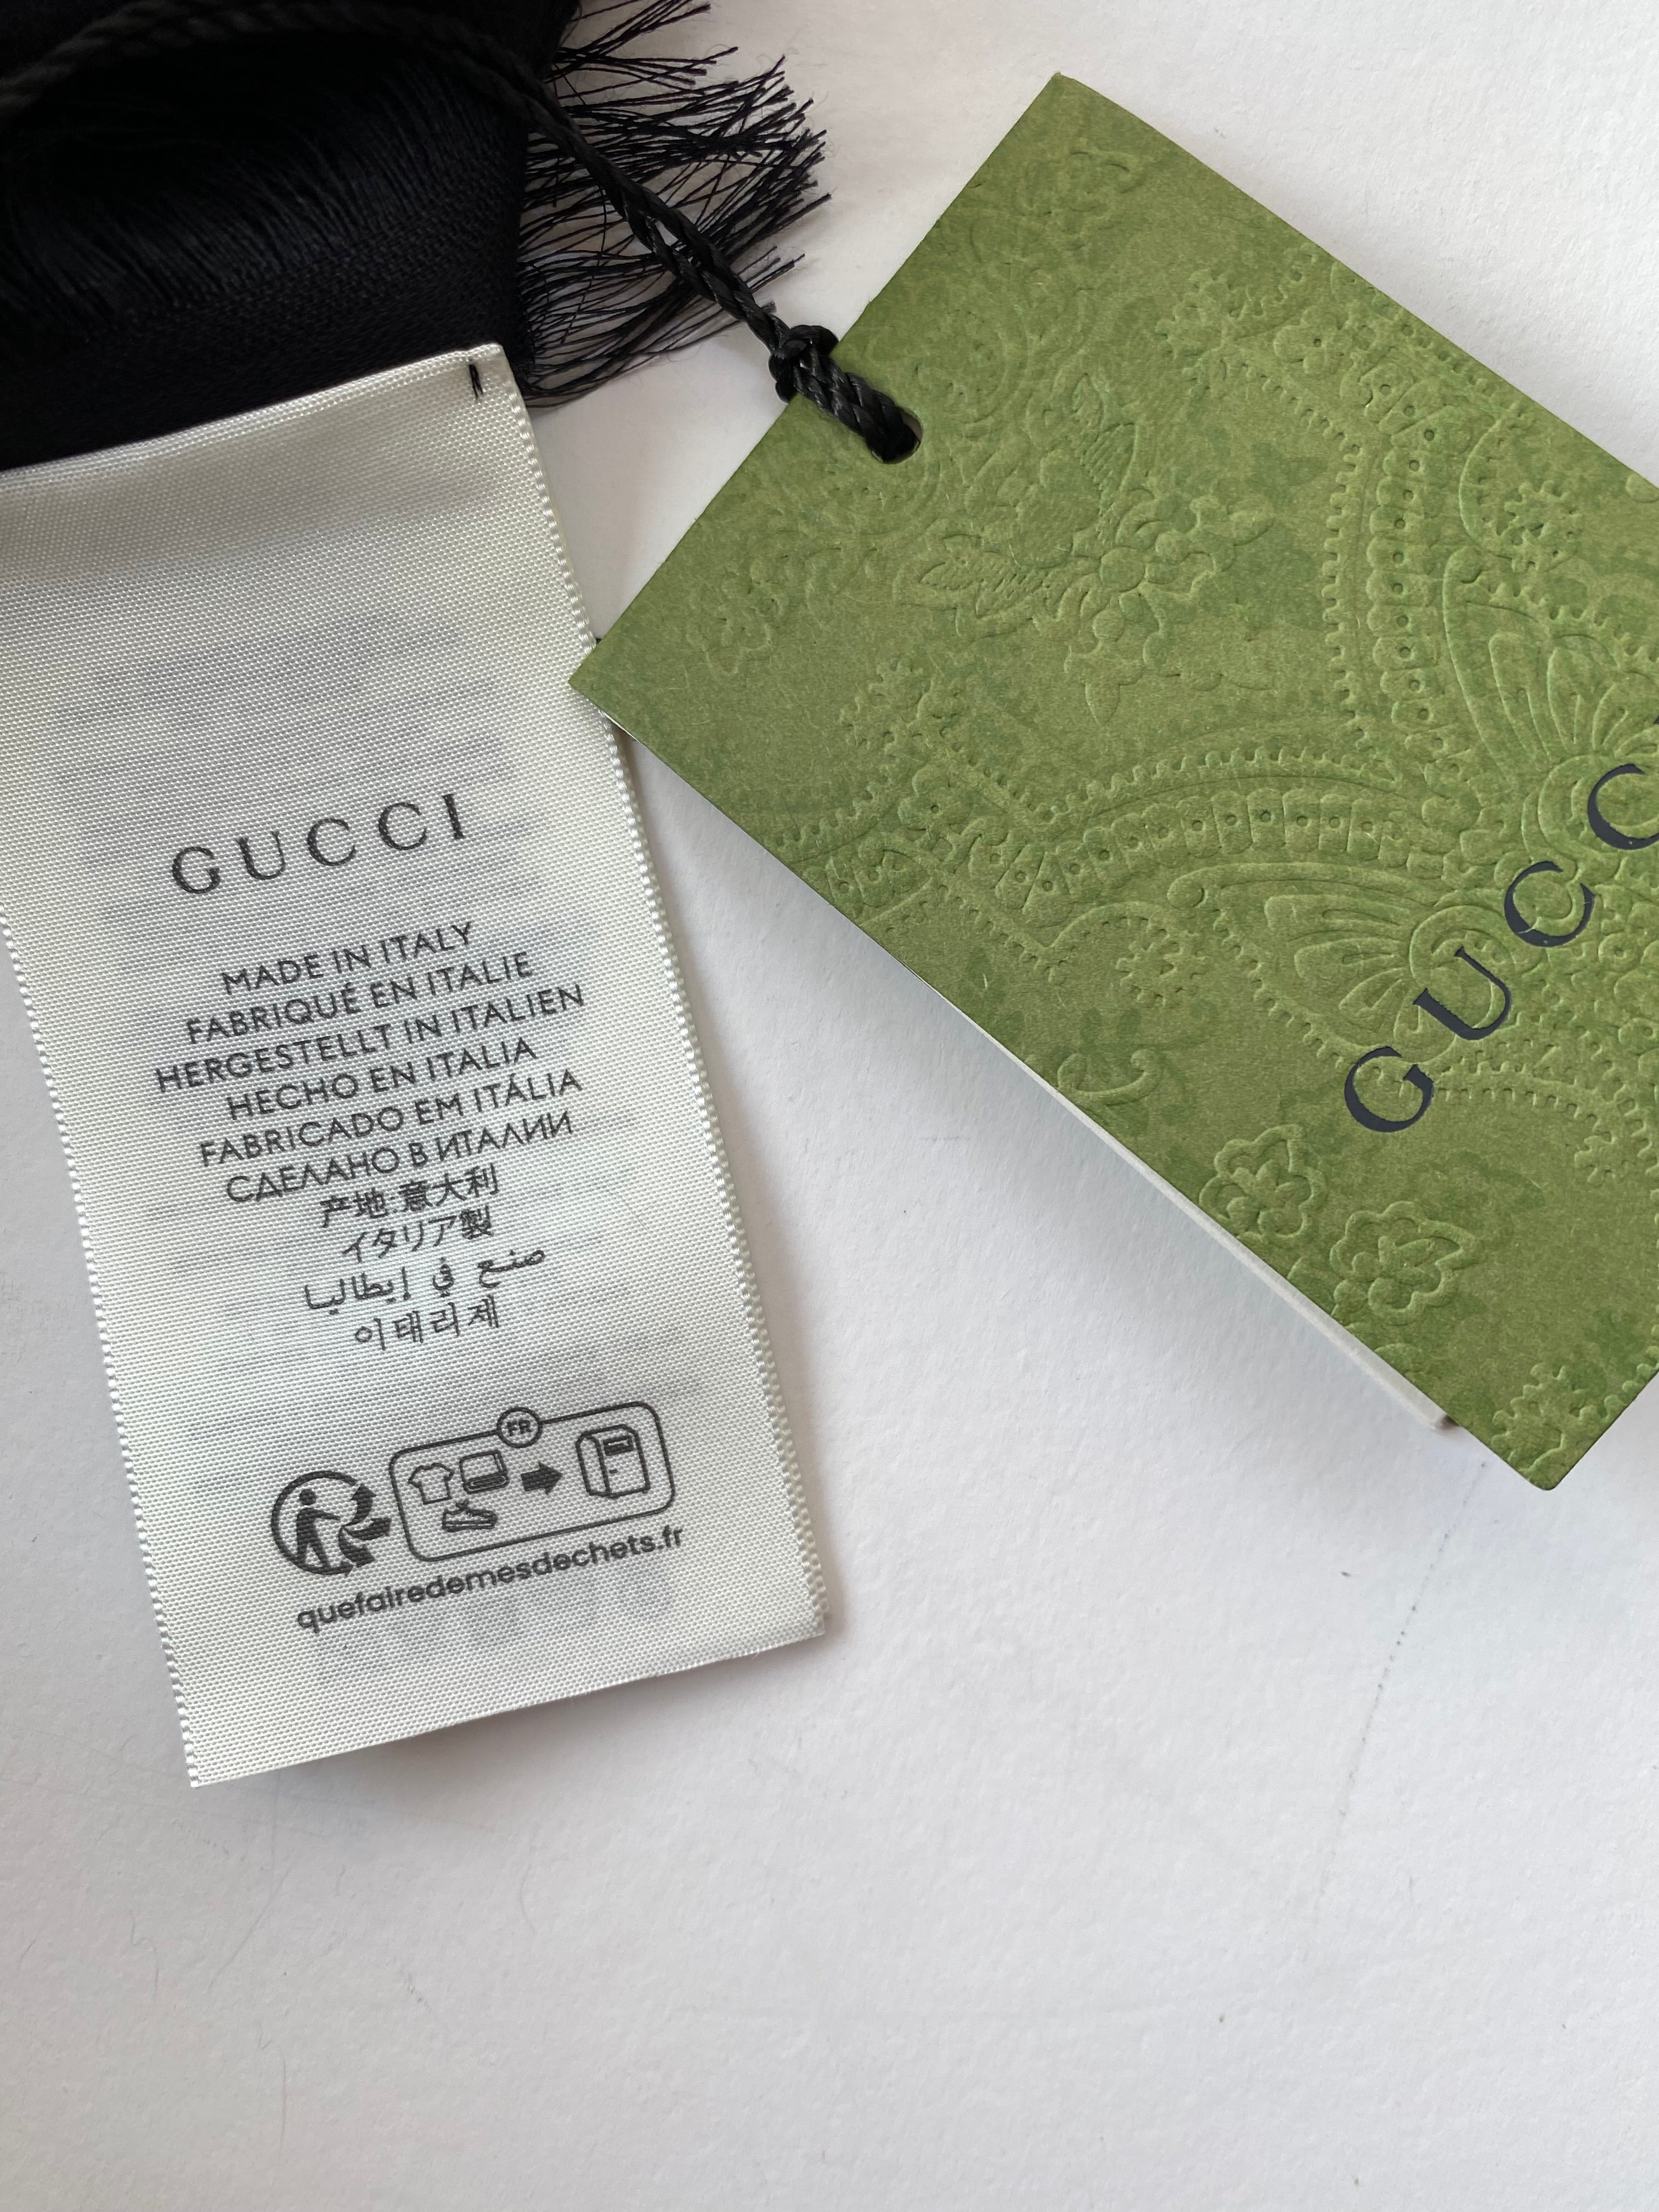 GUCCI
MADE IN ITALY
FABRIQUÉ EN ITALIE
HERGESTELLT IN ITALIEN
HECHO EN ITALIA
FABRICADO EM ITÁLIA
СДЕЛАНО В ИТАЛИИ
产地:意大利
イタリア製
صنع في إيطاليا
이태리제
FR
quefairedemesdechets.fr
GUCC